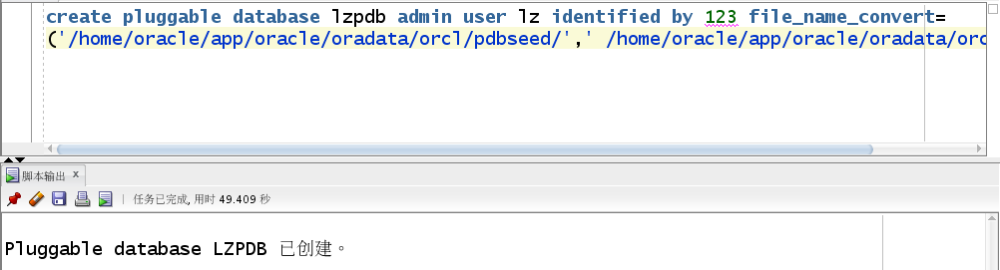 create pluggable database lzpdb admin user lz identified by 123 file_name_convert=
('/home/oracle/app/oracle/oradata/orcl/pdbseed/',' /home/oracle/app/oracle/oradata/orc
脚本输出 x
任务已完成, 用时 49.409 秒
Pluggable database LZPDB 已创建。